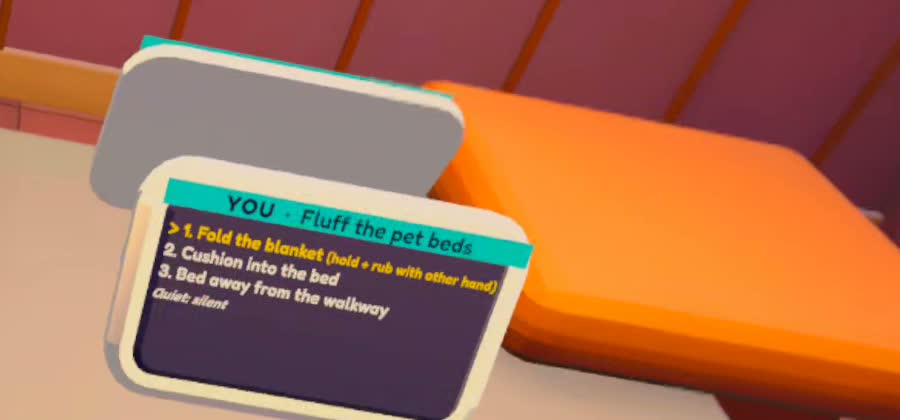 YOU · Fluff the pet beds
> 1. Fold the blanket (hold + rub with other hand)
2. Cushion into the bed
3. Bed away from the walkway
Quiet: silent